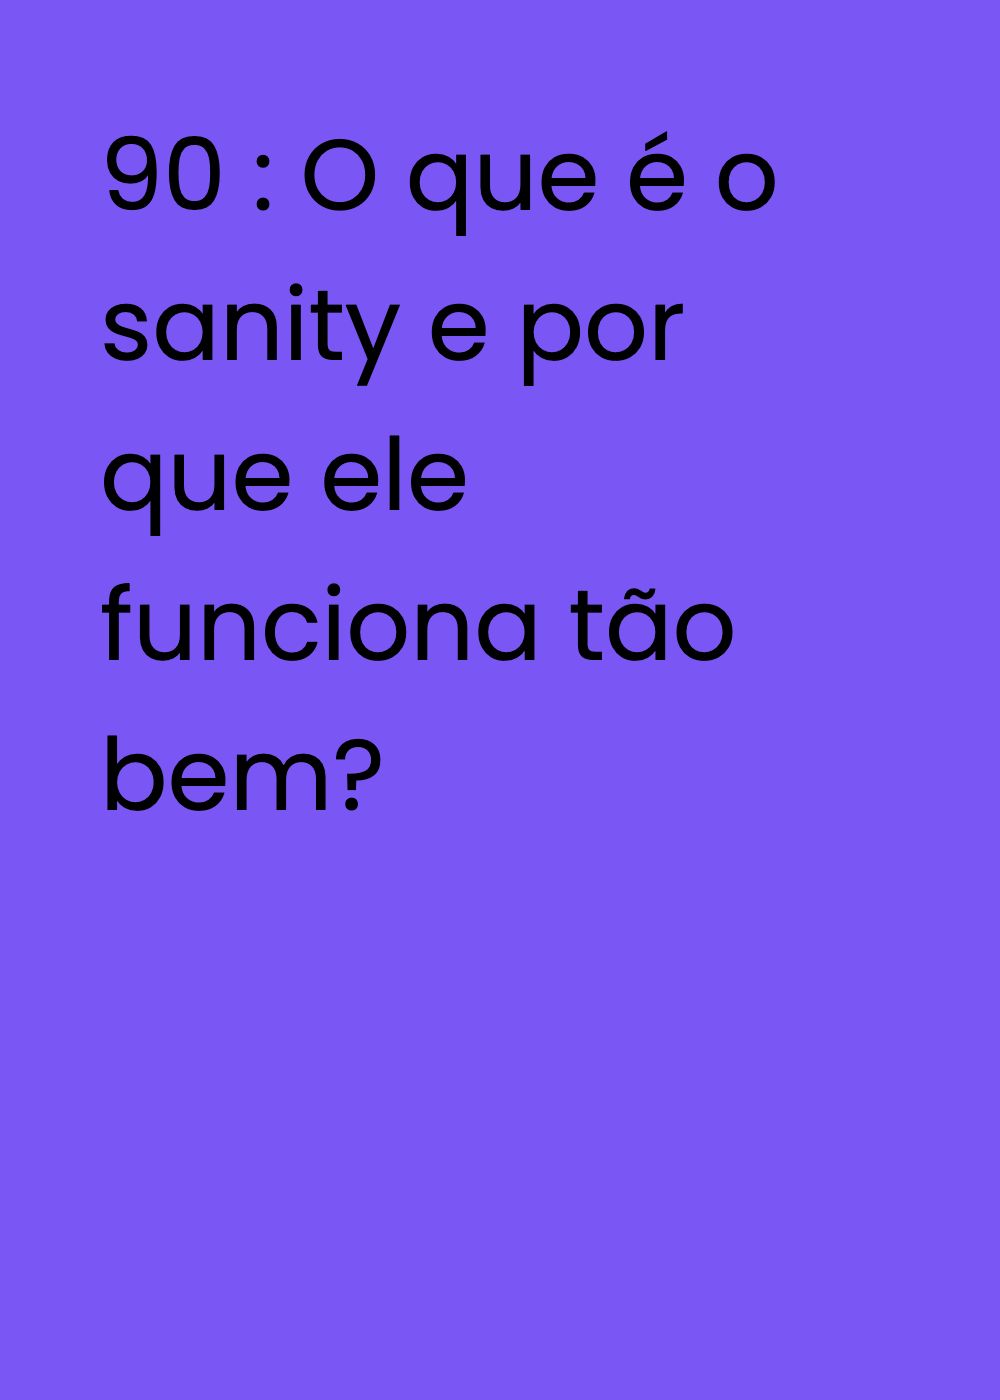 90 : O que é o
sanity e por
que ele
funciona tão
bem?